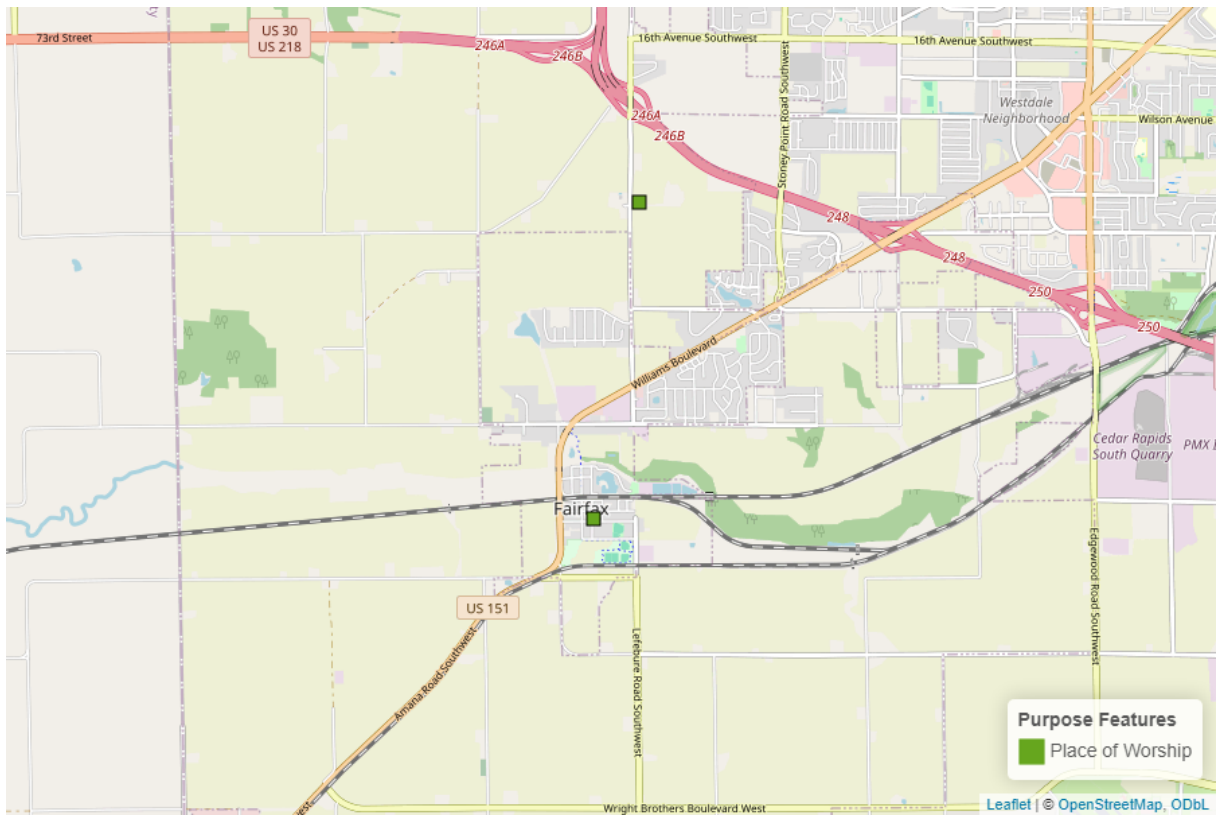 73rd Street
US 30
US 218
246A
246B
16th Avenue Southwest
16th Avenue Southwest
246A
246B
Stoney Point Road Southwest
Westdale
Neighborhood
Wilson Avenue
248
248
250
250
Williams Boulevard
Cedar Rapids
South Quarry
PMX
Fairfax
US 151
Edgewood Road Southwest
Lefebure Road Southwest
Amana Road Southwest
Wright Brothers Boulevard West
Purpose Features
Place of Worship
Leaflet | © OpenStreetMap, ODbL